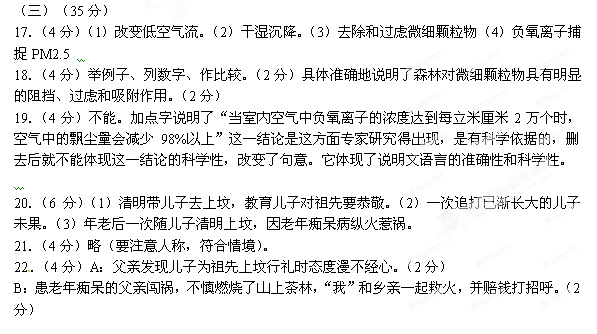 （三）（35 分）
17.（4 分）（1）改变低空气流。（2）干湿沉降。（3）去除和过虑微细颗粒物（4）负氧离子捕
捉 PM2.5
18.（4 分）举例子、列数字、作比较。（2 分）具体准确地说明了森林对微细颗粒物具有明显
的阻挡、过虑和吸附作用。（2 分）
19.（4 分）不能。加点字说明了“当室内空气中负氧离子的浓度达到每立方厘米 2 万个时，
空气中的飘尘量会减少 98%以上”这一结论是这方面专家研究得出现，是有科学依据的，删
去后就不能体现这一结论的科学性，改变了句意。它体现了说明文语言的准确性和科学性。
20.（6 分）（1）清明带儿子去上坟，教育儿子对祖先要恭敬。（2）一次追打已渐长大的儿子
未果。（3）年老后一次随儿子清明上坟，因老年痴呆病纵火惹祸。
21.（4 分）略（要注意人称，符合情境）。
22.（4 分）A：父亲发现儿子为祖先上坟行礼时态度漫不经心。（2 分）
B：患老年痴呆的父亲闯祸，不慎燃烧了山上茶林，“我”和乡亲一起救火，并赔钱打招呼。（2
分）